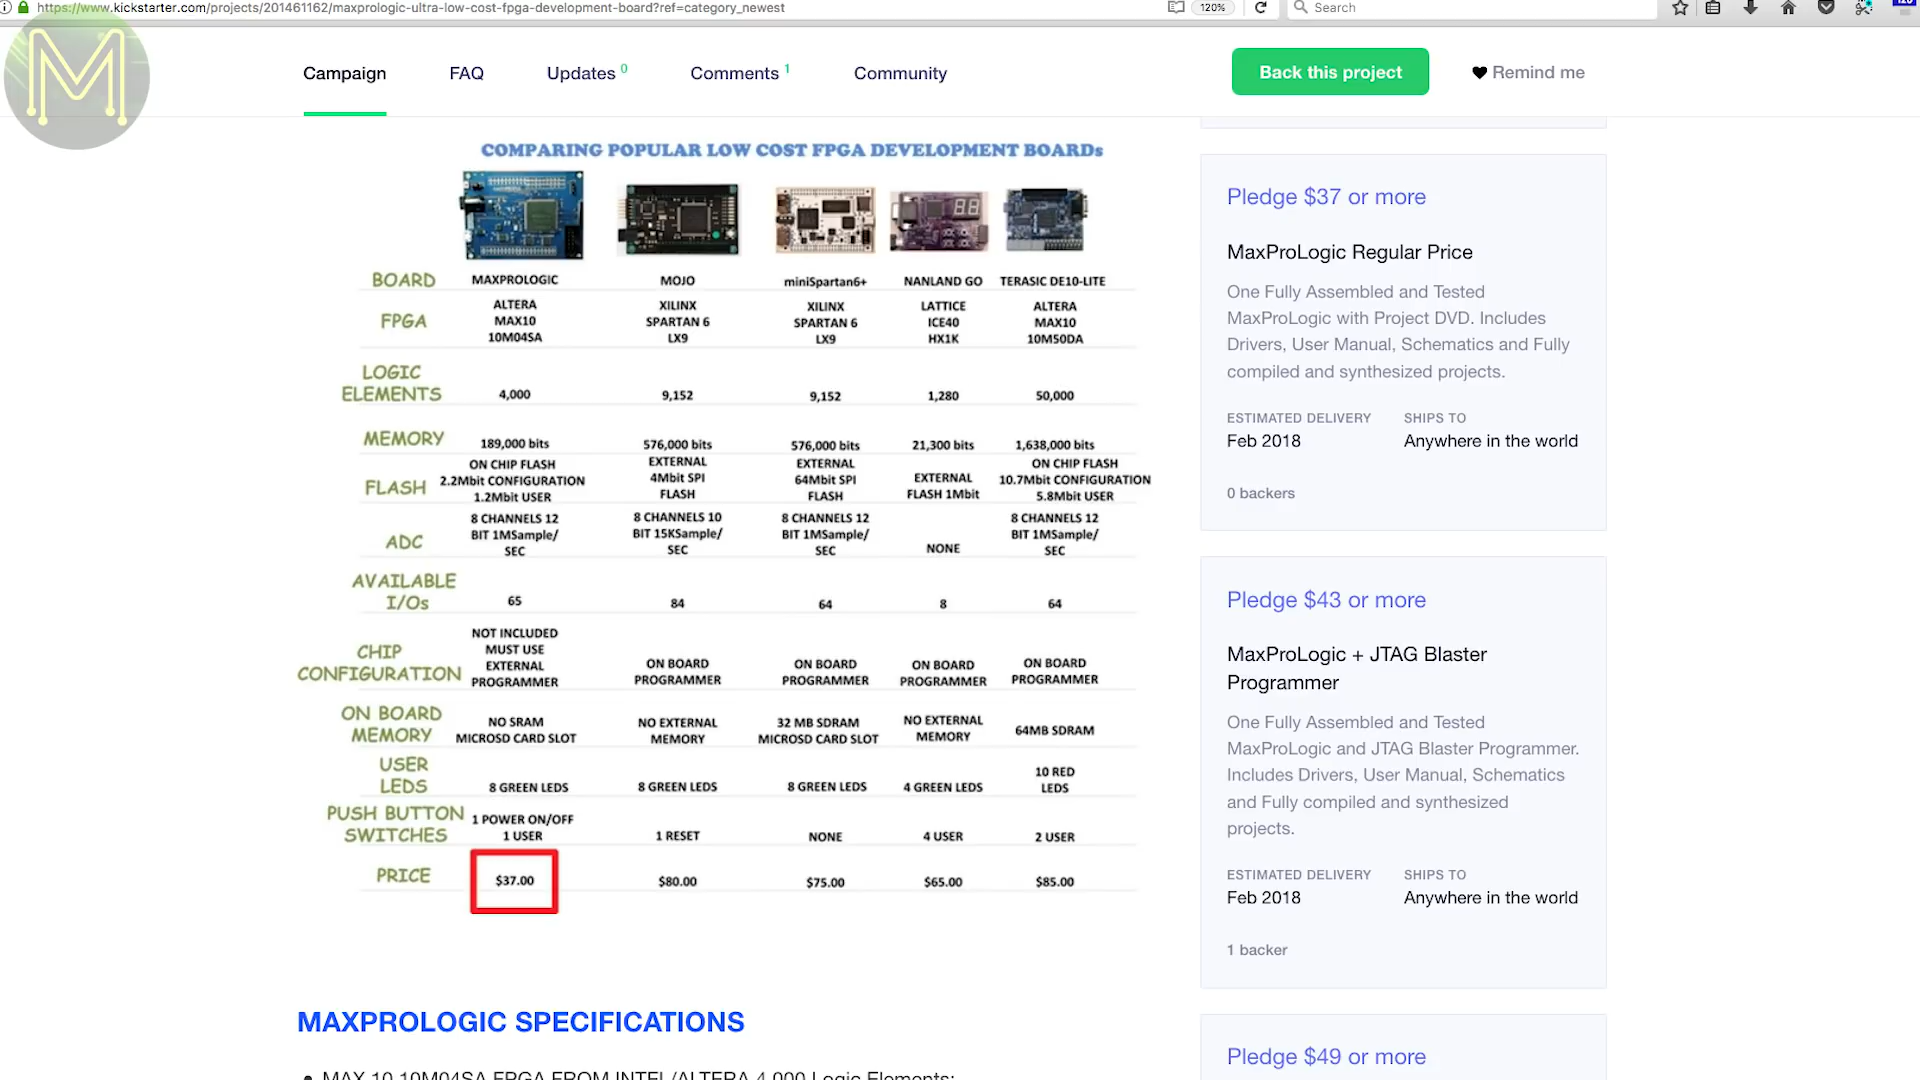 https://www.kickstarter.com/projects/201461162/maxprologic-ultra-low-cost-fpga-development-board?ref=category_newest
120%
Search
M
Campaign
FAQ
Updates 0
Comments 1
Community
Back this project
Remind me
COMPARING POPULAR LOW COST FPGA DEVELOPMENT BOARDs
BOARD
MAXPROLOGIC
MOJO
miniSpartan6+
NANLAND GO
TERASIC DE10-LITE
FPGA
ALTERA
MAX10
10M04SA
XILINX
SPARTAN 6
LX9
XILINX
SPARTAN 6
LX9
LATTICE
ICE40
HX1K
ALTERA
MAX10
10M50DA
LOGIC
ELEMENTS
4,000
9,152
9,152
1,280
50,000
MEMORY
189,000 bits
576,000 bits
576,000 bits
21,300 bits
1,638,000 bits
FLASH
ON CHIP FLASH
2.2Mbit CONFIGURATION
1.2Mbit USER
EXTERNAL
4Mbit SPI
FLASH
EXTERNAL
64Mbit SPI
FLASH
EXTERNAL
FLASH 1Mbit
ON CHIP FLASH
10.7Mbit CONFIGURATION
5.8Mbit USER
ADC
8 CHANNELS 12
BIT 1MSample/
SEC
8 CHANNELS 10
BIT 15KSample/
SEC
8 CHANNELS 12
BIT 1MSample/
SEC
NONE
8 CHANNELS 12
BIT 1MSample/
SEC
AVAILABLE
I/Os
65
84
64
8
64
CHIP
CONFIGURATION
NOT INCLUDED
MUST USE
EXTERNAL
PROGRAMMER
ON BOARD
PROGRAMMER
ON BOARD
PROGRAMMER
ON BOARD
PROGRAMMER
ON BOARD
PROGRAMMER
ON BOARD
MEMORY
NO SRAM
MICROSD CARD SLOT
NO EXTERNAL
MEMORY
32 MB SDRAM
MICROSD CARD SLOT
NO EXTERNAL
MEMORY
64MB SDRAM
USER
LEDS
8 GREEN LEDS
8 GREEN LEDS
8 GREEN LEDS
4 GREEN LEDS
10 RED
LEDS
PUSH BUTTON
SWITCHES
1 POWER ON/OFF
1 USER
1 RESET
NONE
4 USER
2 USER
PRICE
$37.00
$80.00
$75.00
$65.00
$85.00
MAXPROLOGIC SPECIFICATIONS
• MAX 10 10M04SA FPGA FROM INTEL/ALTERA 4,000 Logic Elements;
Pledge $37 or more
MaxProLogic Regular Price
One Fully Assembled and Tested
MaxProLogic with Project DVD. Includes
Drivers, User Manual, Schematics and Fully
compiled and synthesized projects.
ESTIMATED DELIVERY
Feb 2018
SHIPS TO
Anywhere in the world
0 backers
Pledge $43 or more
MaxProLogic + JTAG Blaster
Programmer
One Fully Assembled and Tested
MaxProLogic and JTAG Blaster Programmer.
Includes Drivers, User Manual, Schematics
and Fully compiled and synthesized
projects.
ESTIMATED DELIVERY
Feb 2018
SHIPS TO
Anywhere in the world
1 backer
Pledge $49 or more